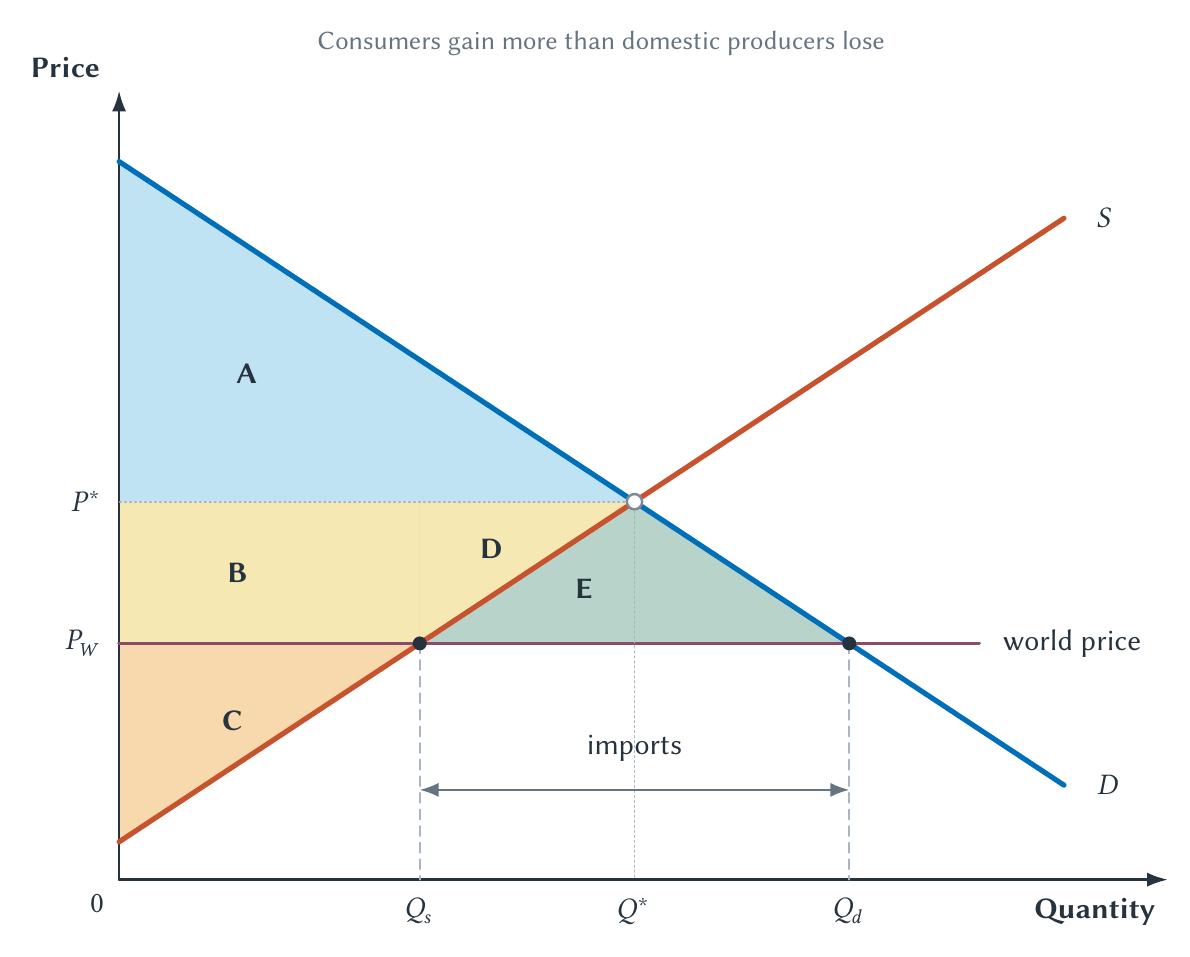 Consumers gain more than domestic producers lose
Price
S
A
P*
D
B
E
P_W
world price
C
imports
D
0
Q_s
Q*
Q_d
Quantity